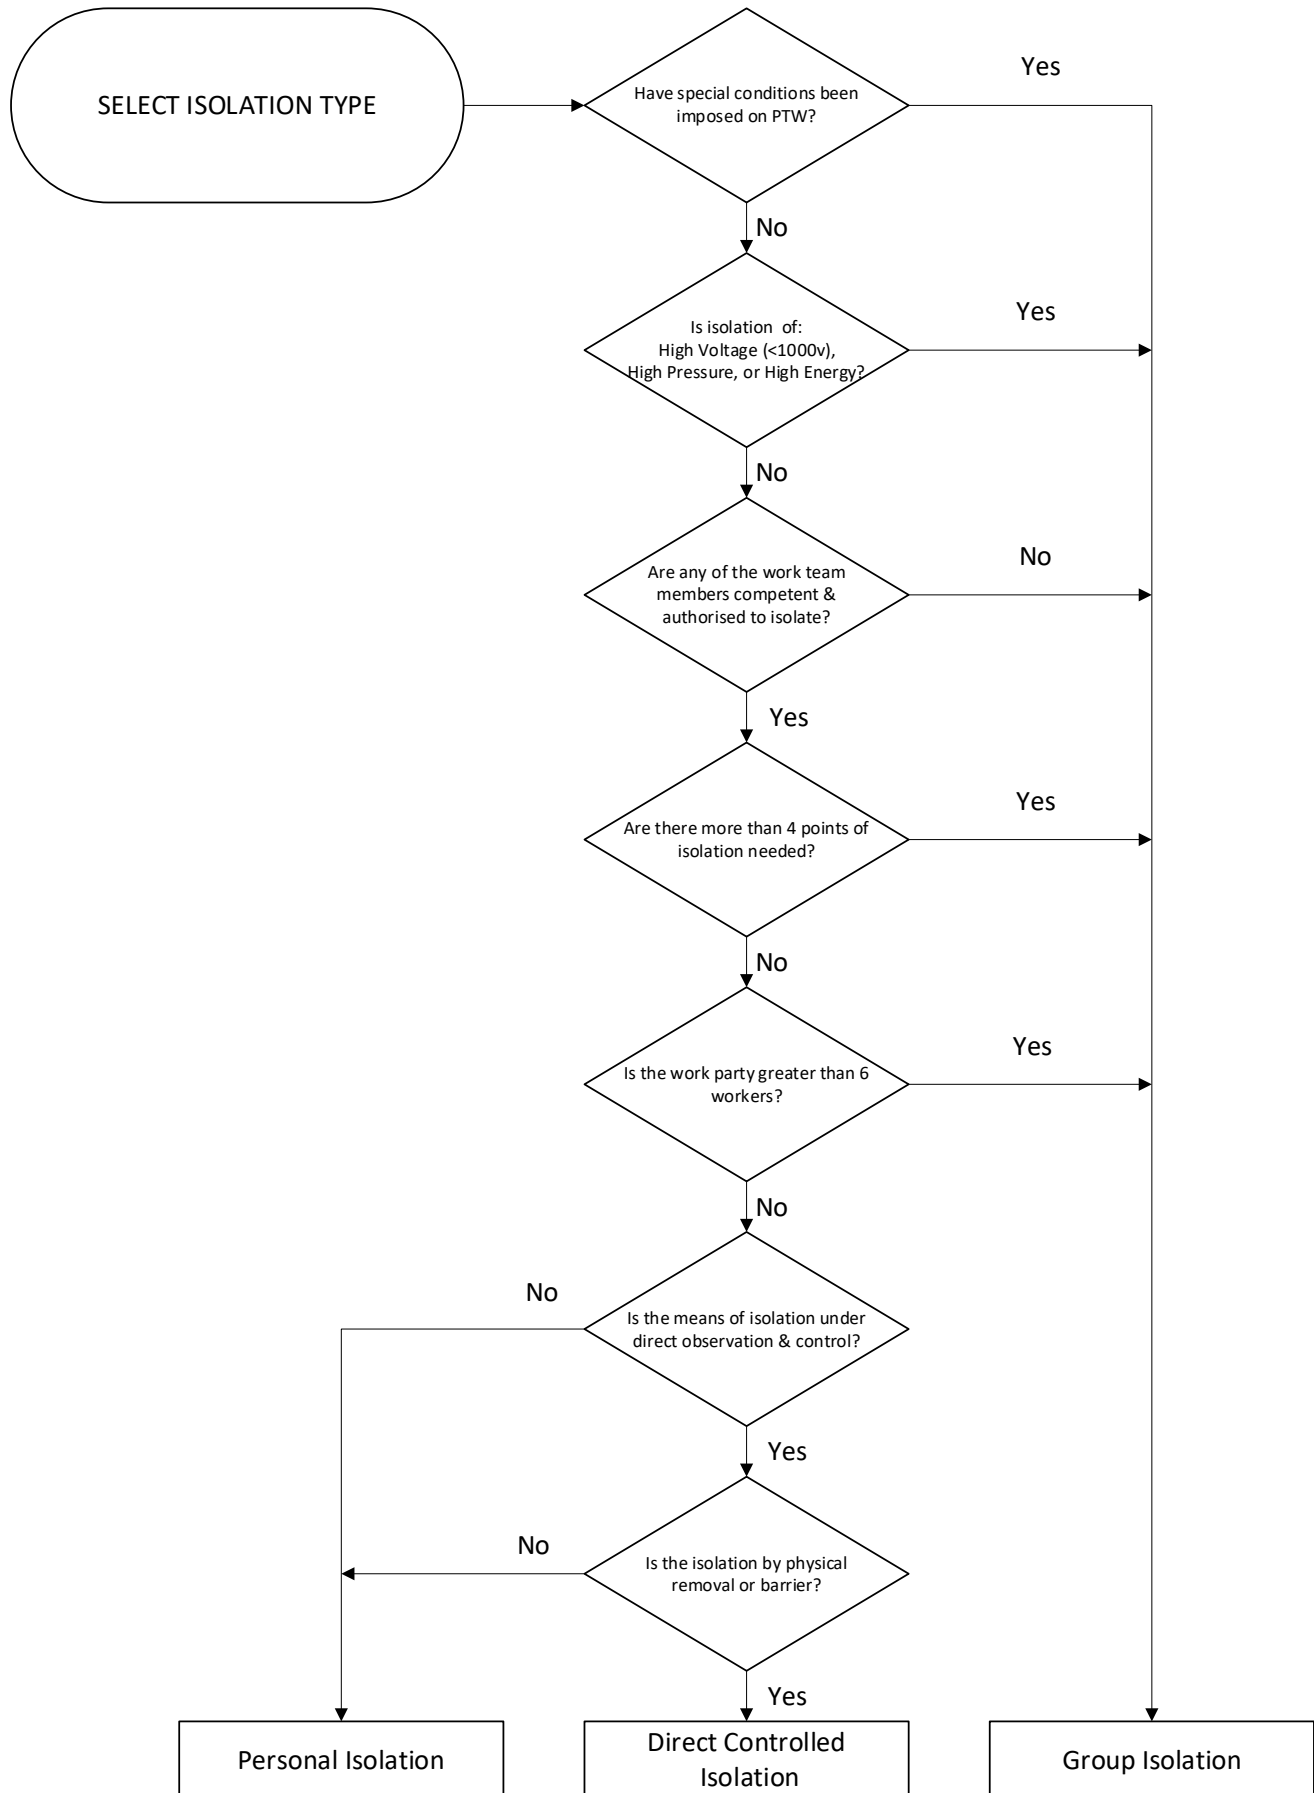 SELECT ISOLATION TYPE
Have special conditions been
imposed on PTW?
Yes
No
Is isolation of:
High Voltage (<1000v),
High Pressure, or High Energy?
Yes
No
Are any of the work team
members competent &
authorised to isolate?
No
Yes
Are there more than 4 points of
isolation needed?
Yes
No
Is the work party greater than 6
workers?
Yes
No
Is the means of isolation under
direct observation & control?
No
Yes
Is the isolation by physical
removal or barrier?
No
Yes
Personal Isolation
Direct Controlled
Isolation
Group Isolation